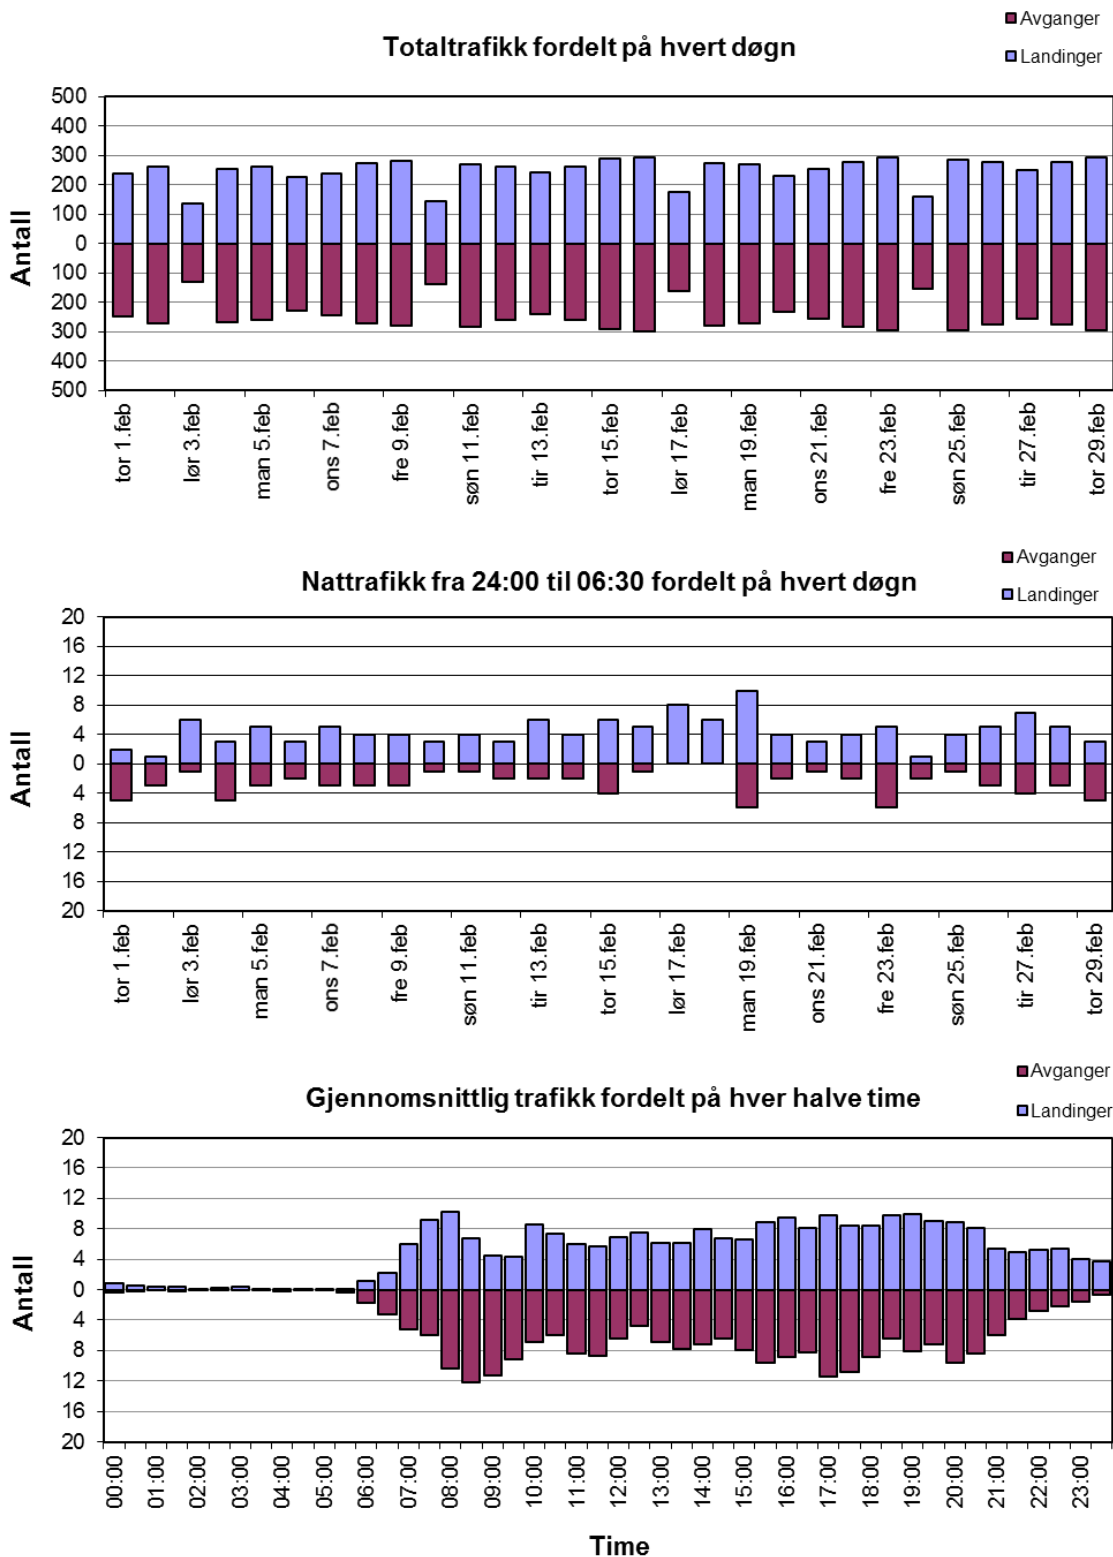 Totaltrafikk fordelt på hvert døgn
Avganger
Landinger
Antall
500
400
300
200
100
0
100
200
300
400
500
tor 1.feb
lør 3.feb
man 5.feb
ons 7.feb
fre 9.feb
søn 11.feb
tir 13.feb
tor 15.feb
lør 17.feb
man 19.feb
ons 21.feb
fre 23.feb
søn 25.feb
tir 27.feb
tor 29.feb
Nattrafikk fra 24:00 til 06:30 fordelt på hvert døgn
Avganger
Landinger
Antall
20
16
12
8
4
0
4
8
12
16
20
tor 1.feb
lør 3.feb
man 5.feb
ons 7.feb
fre 9.feb
søn 11.feb
tir 13.feb
tor 15.feb
lør 17.feb
man 19.feb
ons 21.feb
fre 23.feb
søn 25.feb
tir 27.feb
tor 29.feb
Gjennomsnittlig trafikk fordelt på hver halve time
Avganger
Landinger
Antall
20
16
12
8
4
0
4
8
12
16
20
00:00
01:00
02:00
03:00
04:00
05:00
06:00
07:00
08:00
09:00
10:00
11:00
12:00
13:00
14:00
15:00
16:00
17:00
18:00
19:00
20:00
21:00
22:00
23:00
Time